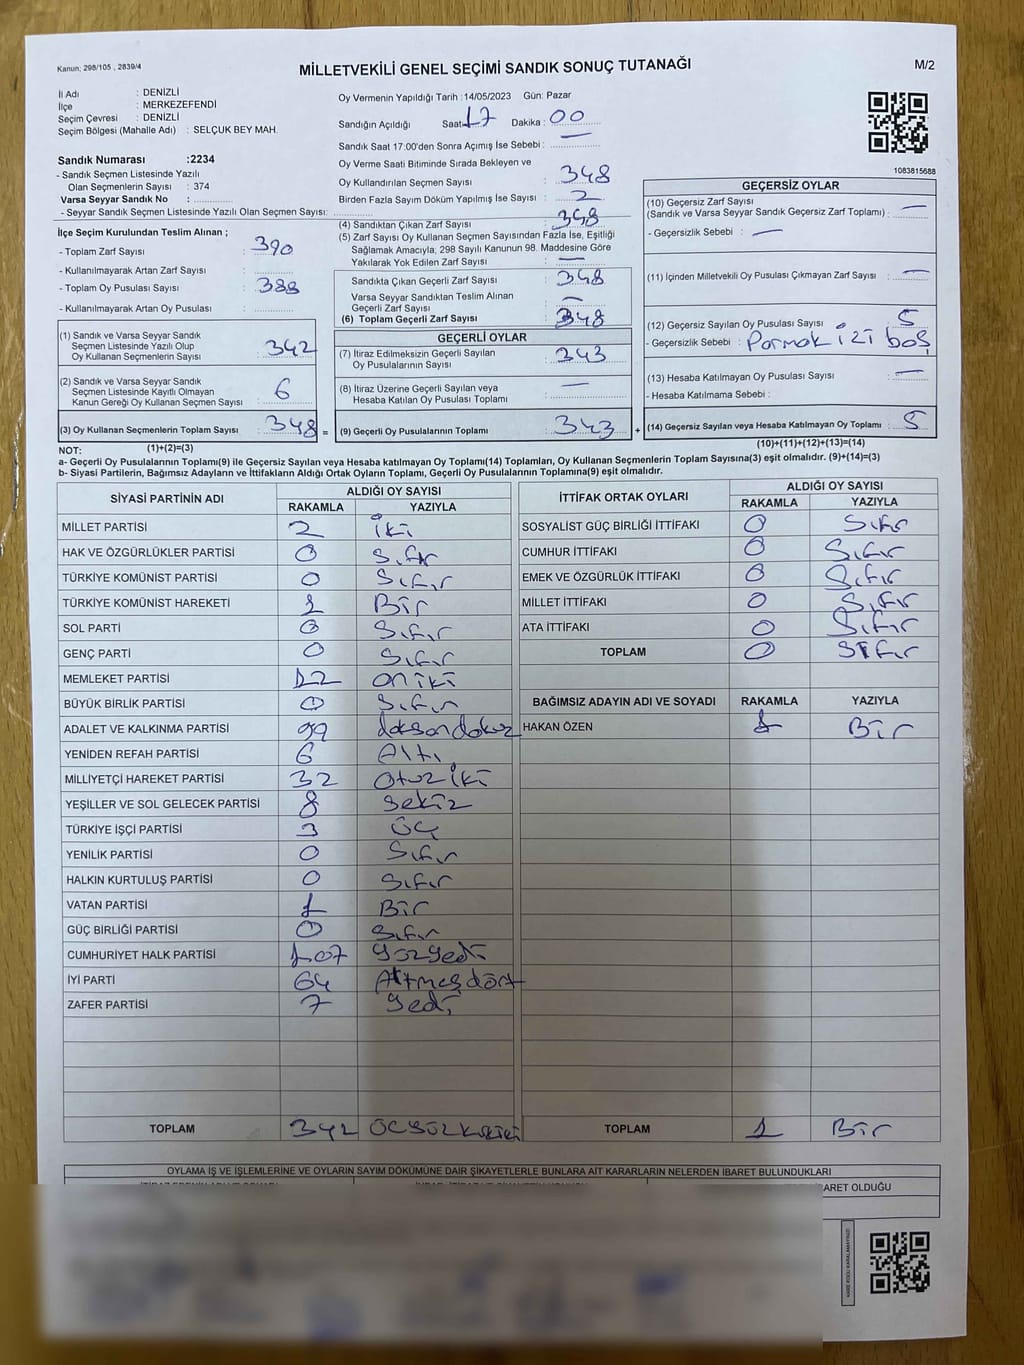 Kanun: 298/105 , 2839/4
MİLLETVEKİLİ GENEL SEÇİMİ SANDIK SONUÇ TUTANAĞI
M/2
İl Adı : DENİZLİ
İlçe : MERKEZEFENDİ
Seçim Çevresi : DENİZLİ
Seçim Bölgesi (Mahalle Adı) : SELÇUK BEY MAH.
Sandık Numarası :2234
- Sandık Seçmen Listesinde Yazılı
Olan Seçmenlerin Sayısı : 374
Varsa Seyyar Sandık No :
- Seyyar Sandık Seçmen Listesinde Yazılı Olan Seçmen Sayısı:
Oy Vermenin Yapıldığı Tarih :14/05/2023 Gün: Pazar
Sandığın Açıldığı Saat: 17 Dakika : 00
Sandık Saat 17:00'den Sonra Açımış İse Sebebi : —
Oy Verme Saati Bitiminde Sırada Bekleyen ve
Oy Kullandırılan Seçmen Sayısı : 348
Birden Fazla Sayım Döküm Yapılmış İse Sayısı : 2
1083815688
İlçe Seçim Kurulundan Teslim Alınan ;
- Toplam Zarf Sayısı : 390
- Kullanılmayarak Artan Zarf Sayısı :
- Toplam Oy Pusulası Sayısı : 388
- Kullanılmayarak Artan Oy Pusulası :
(1) Sandık ve Varsa Seyyar Sandık
Seçmen Listesinde Yazılı Olup
Oy Kullanan Seçmenlerin Sayısı : 342
(2) Sandık ve Varsa Seyyar Sandık
Seçmen Listesinde Kayıtlı Olmayan
Kanun Gereği Oy Kullanan Seçmen Sayısı : 6
(3) Oy Kullanan Seçmenlerin Toplam Sayısı : 348 =
(4) Sandıktan Çıkan Zarf Sayısı : 348
(5) Zarf Sayısı Oy Kullanan Seçmen Sayısından Fazla İse, Eşitliği
Sağlamak Amacıyla, 298 Sayılı Kanunun 98. Maddesine Göre
Yakılarak Yok Edilen Zarf Sayısı : —
Sandıkta Çıkan Geçerli Zarf Sayısı : 348
Varsa Seyyar Sandıktan Teslim Alınan
Geçerli Zarf Sayısı : —
(6) Toplam Geçerli Zarf Sayısı : 348
GEÇERLİ OYLAR
(7) İtiraz Edilmeksizin Geçerli Sayılan
Oy Pusulalarının Sayısı : 343
(8) İtiraz Üzerine Geçerli Sayılan veya
Hesaba Katılan Oy Pusulası Toplamı : —
(9) Geçerli Oy Pusulalarının Toplamı : 343 +
GEÇERSİZ OYLAR
(10) Geçersiz Zarf Sayısı
(Sandık ve Varsa Seyyar Sandık Geçersiz Zarf Toplamı) : —
- Geçersizlik Sebebi : —
(11) İçinden Milletvekili Oy Pusulası Çıkmayan Zarf Sayısı : —
(12) Geçersiz Sayılan Oy Pusulası Sayısı : 5
- Geçersizlik Sebebi : Parmak izi boş
(13) Hesaba Katılmayan Oy Pusulası Sayısı : —
- Hesaba Katılmama Sebebi :
(14) Geçersiz Sayılan veya Hesaba Katılmayan Oy Toplamı : 5
NOT: (1)+(2)=(3)
(10)+(11)+(12)+(13)=(14)
a- Geçerli Oy Pusulalarının Toplamı(9) ile Geçersiz Sayılan veya Hesaba katılmayan Oy Toplamı(14) Toplamları, Oy Kullanan Seçmenlerin Toplam Sayısına(3) eşit olmalıdır. (9)+(14)=(3)
b- Siyasi Partilerin, Bağımsız Adayların ve İttifakların Aldığı Ortak Oyların Toplamı, Geçerli Oy Pusulalarının Toplamına(9) eşit olmalıdır.
SİYASİ PARTİNİN ADI ALDIĞI OY SAYISI
RAKAMLA YAZIYLA
MİLLET PARTİSİ 2 iki
HAK VE ÖZGÜRLÜKLER PARTİSİ 0 Sıfır
TÜRKİYE KOMÜNİST PARTİSİ 0 Sıfır
TÜRKİYE KOMÜNİST HAREKETİ 1 Bir
SOL PARTİ 0 Sıfır
GENÇ PARTİ 0 Sıfır
MEMLEKET PARTİSİ 12 on iki
BÜYÜK BİRLİK PARTİSİ 0 Sıfır
ADALET VE KALKINMA PARTİSİ 99 doksan dokuz
YENİDEN REFAH PARTİSİ 6 Altı
MİLLİYETÇİ HAREKET PARTİSİ 32 otuz iki
YEŞİLLER VE SOL GELECEK PARTİSİ 8 Sekiz
TÜRKİYE İŞÇİ PARTİSİ 3 Üç
YENİLİK PARTİSİ 0 Sıfır
HALKIN KURTULUŞ PARTİSİ 0 Sıfır
VATAN PARTİSİ 1 Bir
GÜÇ BİRLİĞİ PARTİSİ 0 Sıfır
CUMHURİYET HALK PARTİSİ 107 yüzyedi
İYİ PARTİ 64 Altmışdört
ZAFER PARTİSİ 7 yedi
TOPLAM 342
İTTİFAK ORTAK OYLARI ALDIĞI OY SAYISI
RAKAMLA YAZIYLA
SOSYALİST GÜÇ BİRLİĞİ İTTİFAKI 0 Sıfır
CUMHUR İTTİFAKI 0 Sıfır
EMEK VE ÖZGÜRLÜK İTTİFAKI 0 Sıfır
MİLLET İTTİFAKI 0 Sıfır
ATA İTTİFAKI 0 Sıfır
TOPLAM 0 Sıfır
BAĞIMSIZ ADAYIN ADI VE SOYADI RAKAMLA YAZIYLA
HAKAN ÖZEN 1 Bir
TOPLAM 1 Bir
OYLAMA İŞ VE İŞLEMLERİNE VE OYLARIN SAYIM DÖKÜMÜNE DAİR ŞİKAYETLERLE BUNLARA AİT KARARLARIN NELERDEN İBARET BULUNDUKLARI
BARET OLDUĞU